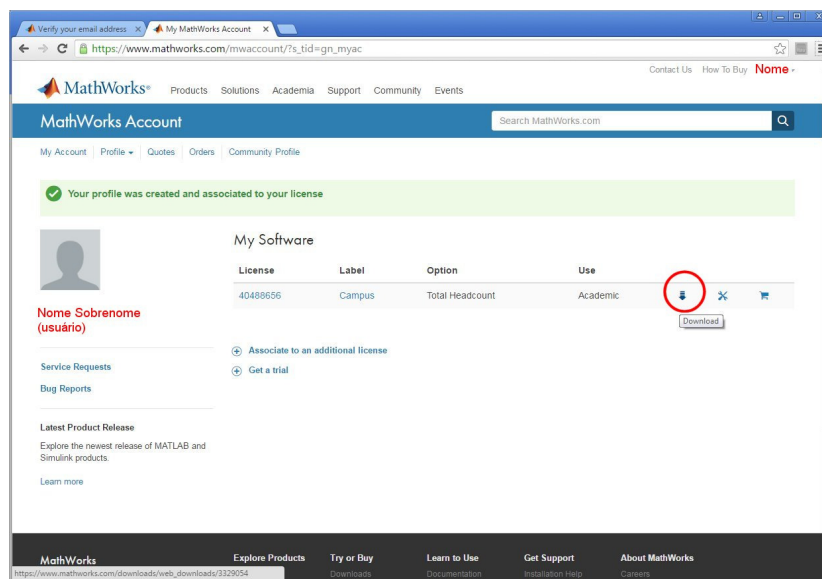 Verify your email address
My MathWorks Account
https://www.mathworks.com/mwaccount/?s_tid=gn_myac
Contact Us How To Buy Nome
MathWorks® Products Solutions Academia Support Community Events
MathWorks Account
Search MathWorks.com
My Account Profile Quotes Orders Community Profile
Your profile was created and associated to your license
My Software
License Label Option Use
40488656 Campus Total Headcount Academic
Download
Nome Sobrenome
(usuário)
Associate to an additional license
Get a trial
Service Requests
Bug Reports
Latest Product Release
Explore the newest release of MATLAB and
Simulink products.
Learn more
MathWorks Explore Products Try or Buy Learn to Use Get Support About MathWorks
https://www.mathworks.com/downloads/web_downloads/3329054
Downloads Documentation Installation Help Careers